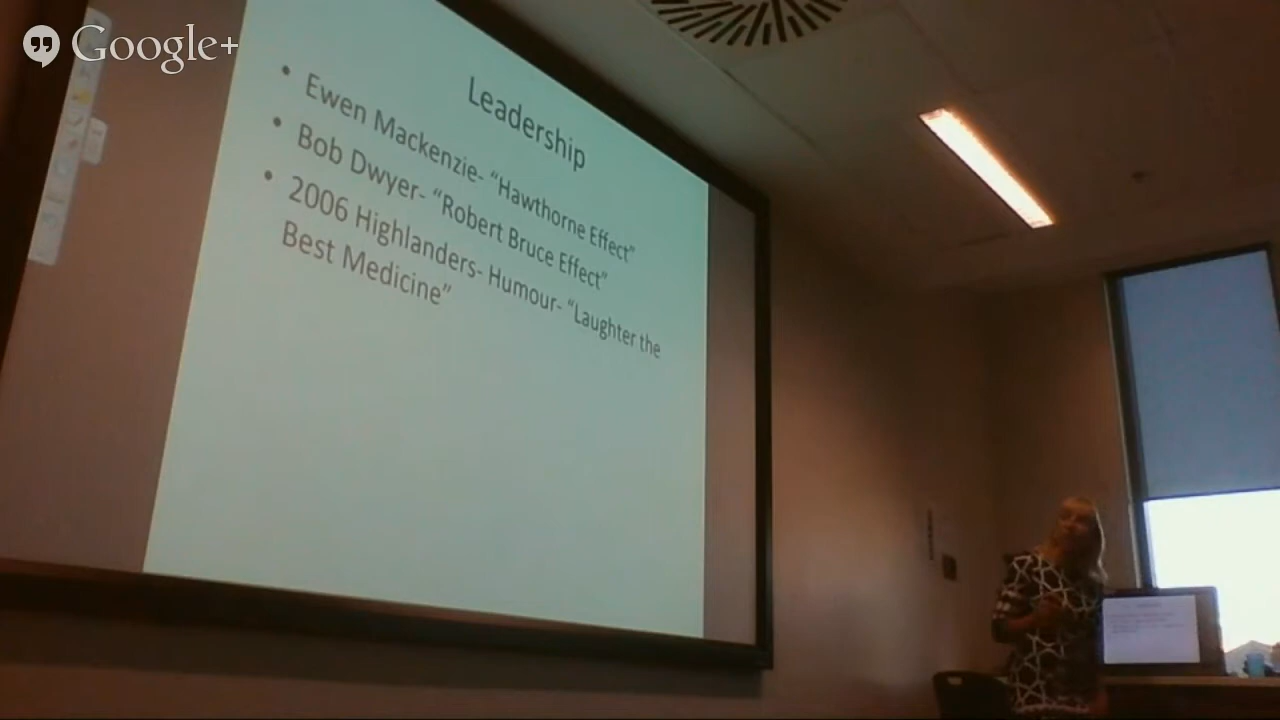 Google+
Leadership
• Ewen Mackenzie- “Hawthorne Effect”
• Bob Dwyer- “Robert Bruce Effect”
• 2006 Highlanders- Humour- “Laughter the
Best Medicine”